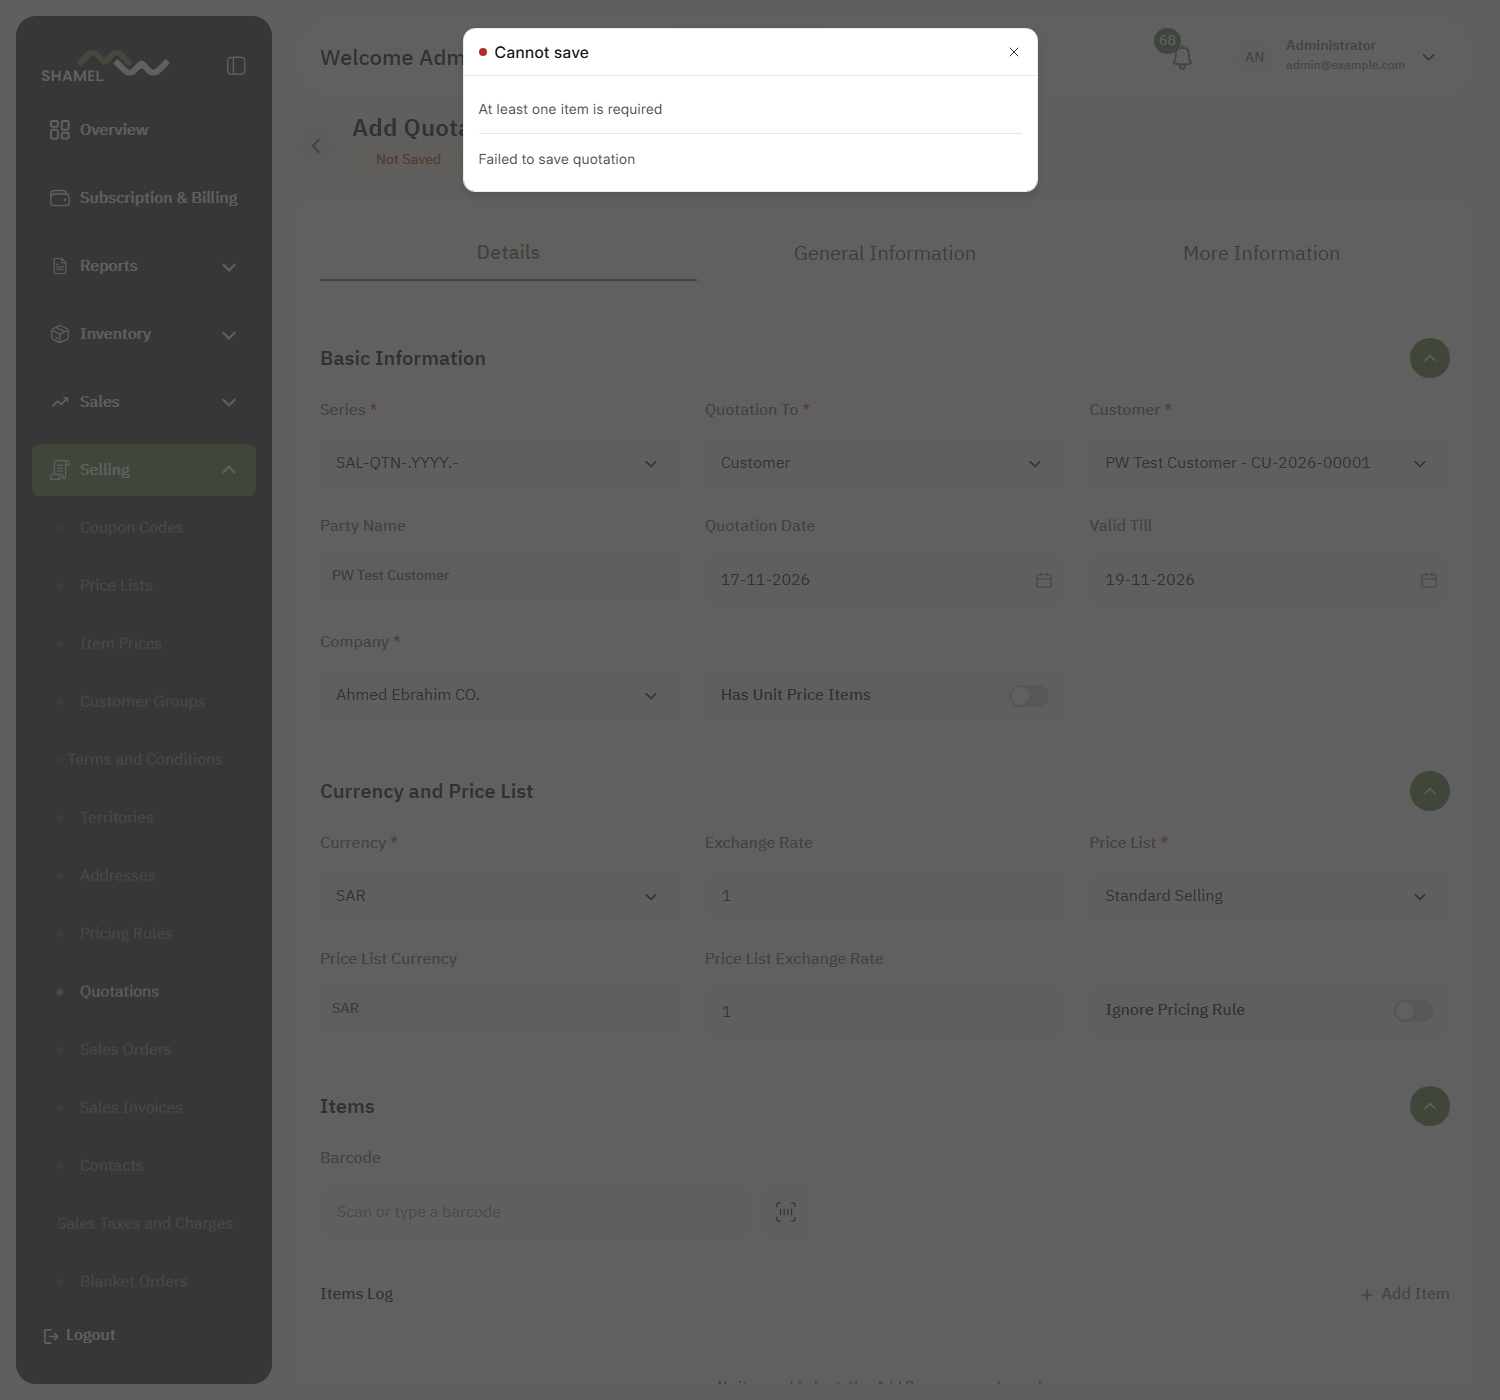 SHAMEL
Overview
Subscription & Billing
Reports
Inventory
Sales
Selling
Coupon Codes
Price Lists
Item Prices
Customer Groups
Terms and Conditions
Territories
Addresses
Pricing Rules
Quotations
Sales Orders
Sales Invoices
Contacts
Sales Taxes and Charges
Blanket Orders
Logout
Welcome Adm
68
AN
Administrator
admin@example.com
Cannot save
At least one item is required
Failed to save quotation
Add Quota
Not Saved
Details
General Information
More Information
Basic Information
Series *
Quotation To *
Customer *
SAL-QTN-.YYYY.-
Customer
PW Test Customer - CU-2026-00001
Party Name
Quotation Date
Valid Till
PW Test Customer
17-11-2026
19-11-2026
Company *
Ahmed Ebrahim CO.
Has Unit Price Items
Currency and Price List
Currency *
Exchange Rate
Price List *
SAR
1
Standard Selling
Price List Currency
Price List Exchange Rate
SAR
1
Ignore Pricing Rule
Items
Barcode
Scan or type a barcode
Items Log
+ Add Item